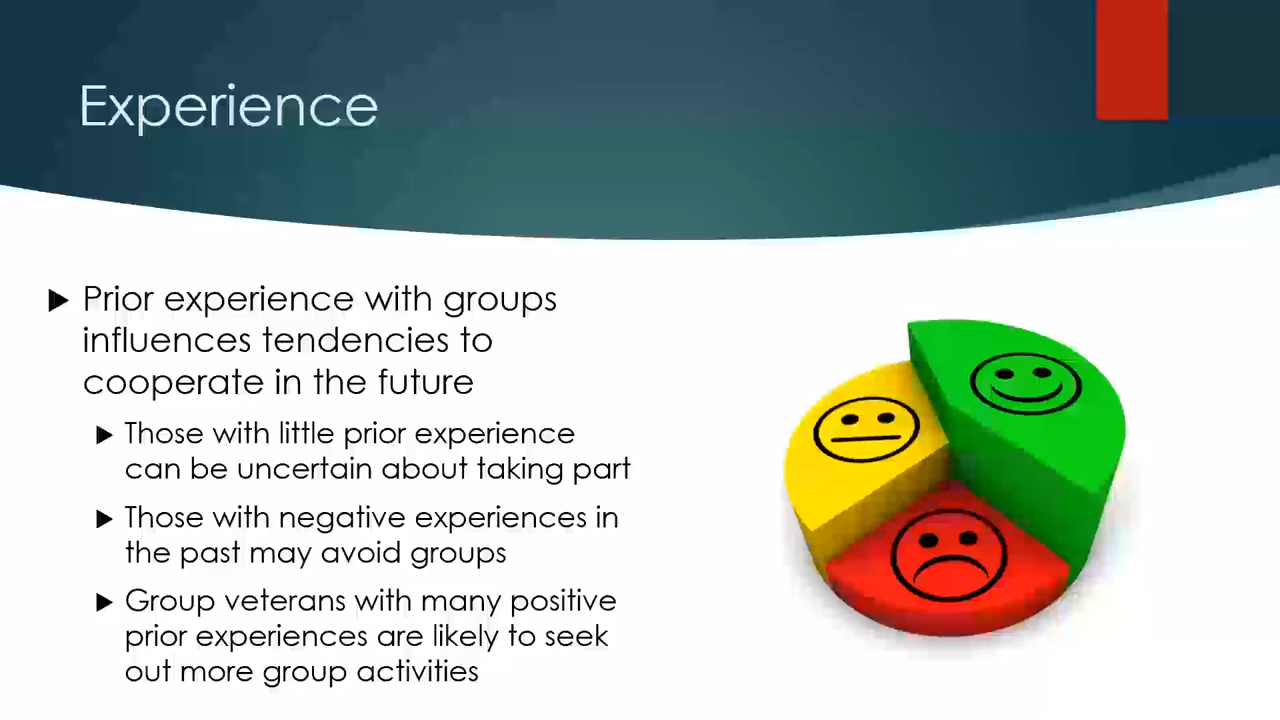 Experience
Prior experience with groups
influences tendencies to
cooperate in the future
Those with little prior experience
can be uncertain about taking part
Those with negative experiences in
the past may avoid groups
Group veterans with many positive
prior experiences are likely to seek
out more group activities